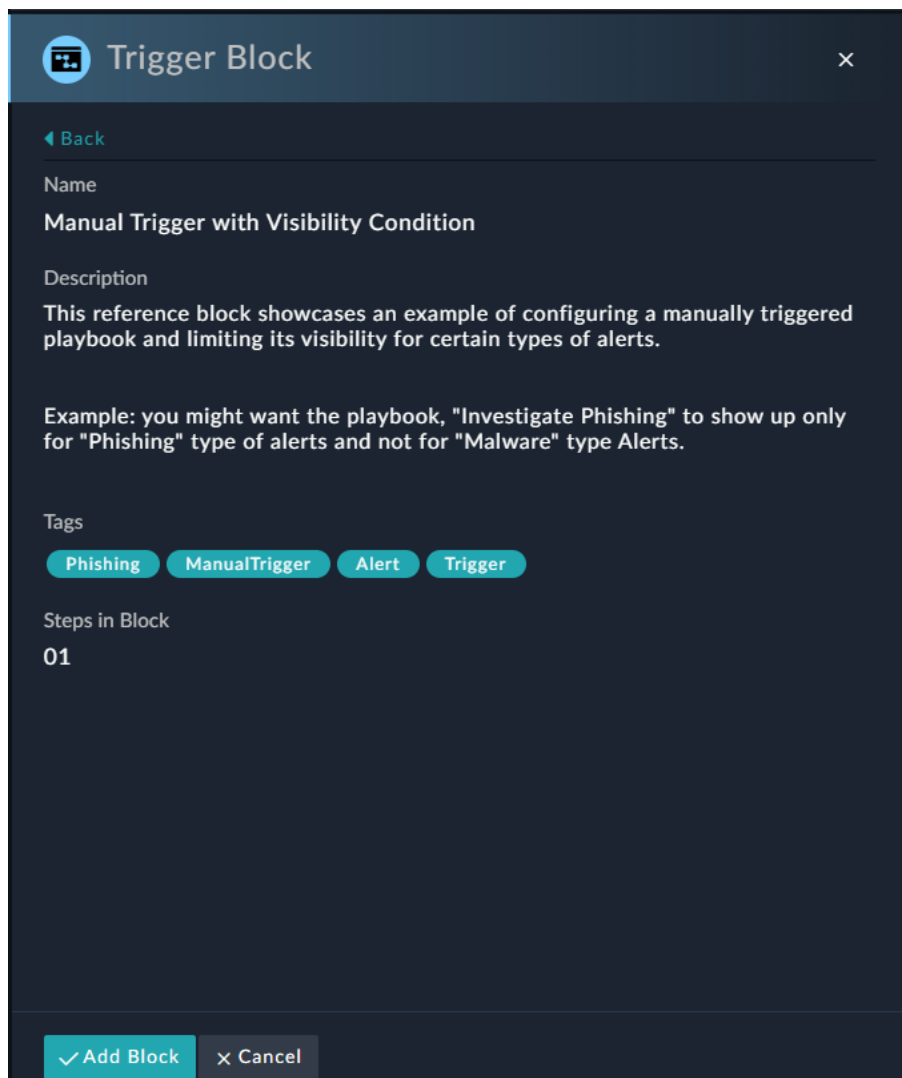 Trigger Block
Back
Name
Manual Trigger with Visibility Condition
Description
This reference block showcases an example of configuring a manually triggered
playbook and limiting its visibility for certain types of alerts.
Example: you might want the playbook, "Investigate Phishing" to show up only
for "Phishing" type of alerts and not for "Malware" type Alerts.
Tags
Phishing ManualTrigger Alert Trigger
Steps in Block
01
Add Block Cancel